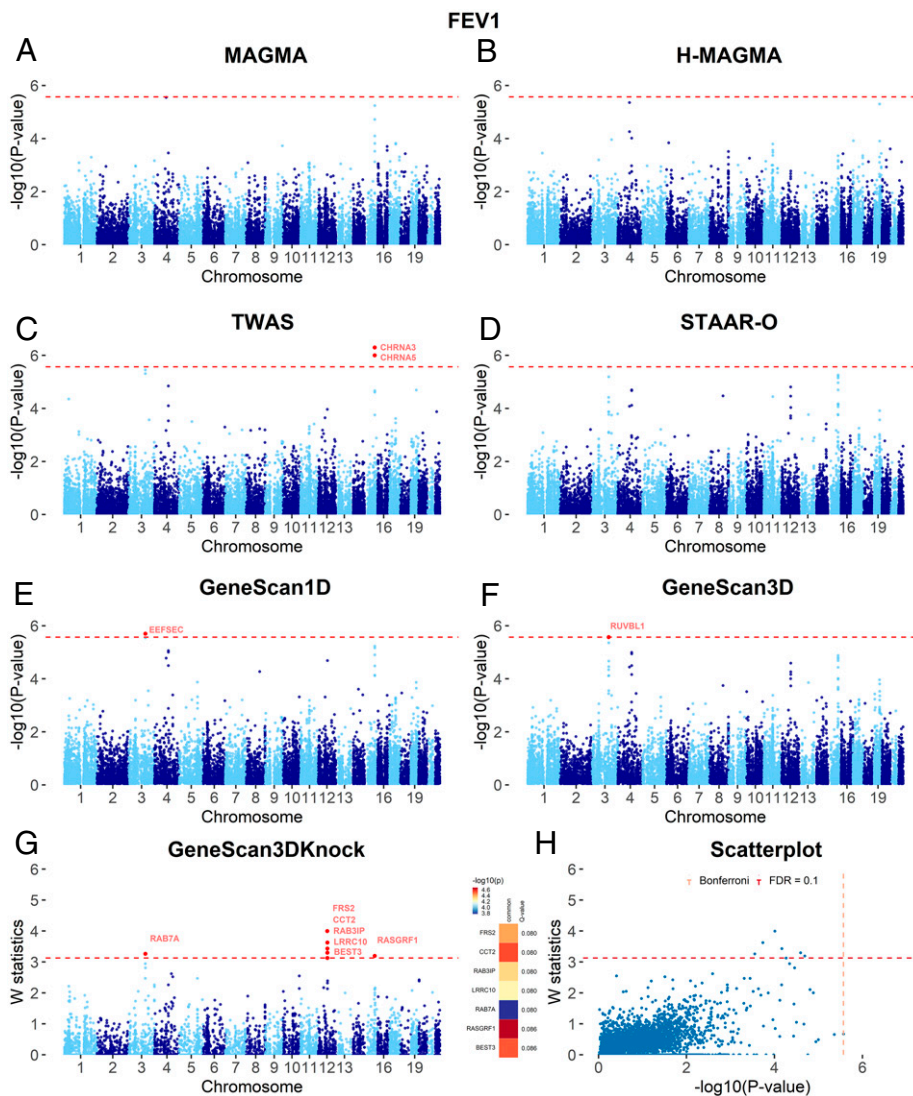 FEV1
A
MAGMA
6
4
2
0
-log10(P-value)
1 2 3 4 5 6 7 8 9 10 11 12 13 16 19
Chromosome
B
H-MAGMA
6
4
2
0
-log10(P-value)
1 2 3 4 5 6 7 8 9 10 11 12 13 16 19
Chromosome
C
TWAS
CHRNA3
CHRNA5
6
4
2
0
-log10(P-value)
1 2 3 4 5 6 7 8 9 10 11 12 13 16 19
Chromosome
D
STAAR-O
6
4
2
0
-log10(P-value)
1 2 3 4 5 6 7 8 9 10 11 12 13 16 19
Chromosome
E
GeneScan1D
EEFSEC
6
4
2
0
-log10(P-value)
1 2 3 4 5 6 7 8 9 10 11 12 13 16 19
Chromosome
F
GeneScan3D
RUVBL1
6
4
2
0
-log10(P-value)
1 2 3 4 5 6 7 8 9 10 11 12 13 16 19
Chromosome
G
GeneScan3DKnock
6
5
4
3
2
1
0
W statistics
RAB7A
FRS2
CCT2
RAB3IP
LRRC10
BEST3
RASGRF1
1 2 3 4 5 6 7 8 9 10 11 12 13 16 19
Chromosome
-log10(p)
4.6
4.4
4.2
4
3.8
common
Q-value
FRS2 0.080
CCT2 0.080
RAB3IP 0.080
LRRC10 0.080
RAB7A 0.080
RASGRF1 0.086
BEST3 0.086
H
Scatterplot
Bonferroni FDR = 0.1
6
5
4
3
2
1
0
W statistics
0 2 4 6
-log10(P-value)